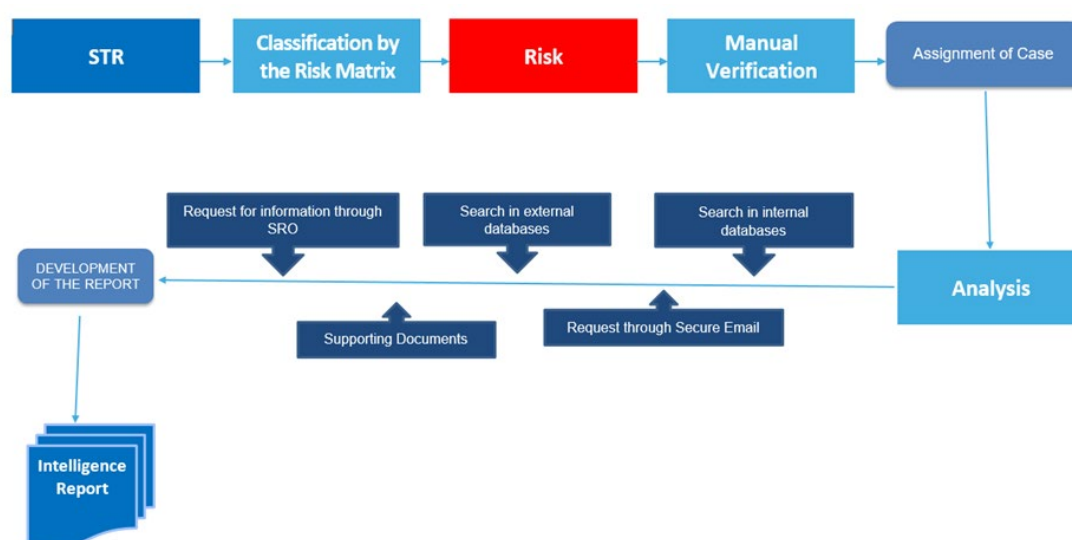 STR
Classification by
the Risk Matrix
Risk
Manual
Verification
Assignment of Case
Request for information through
SRO
Search in external
databases
Search in internal
databases
DEVELOPMENT
OF THE REPORT
Analysis
Supporting Documents
Request through Secure Email
Intelligence
Report